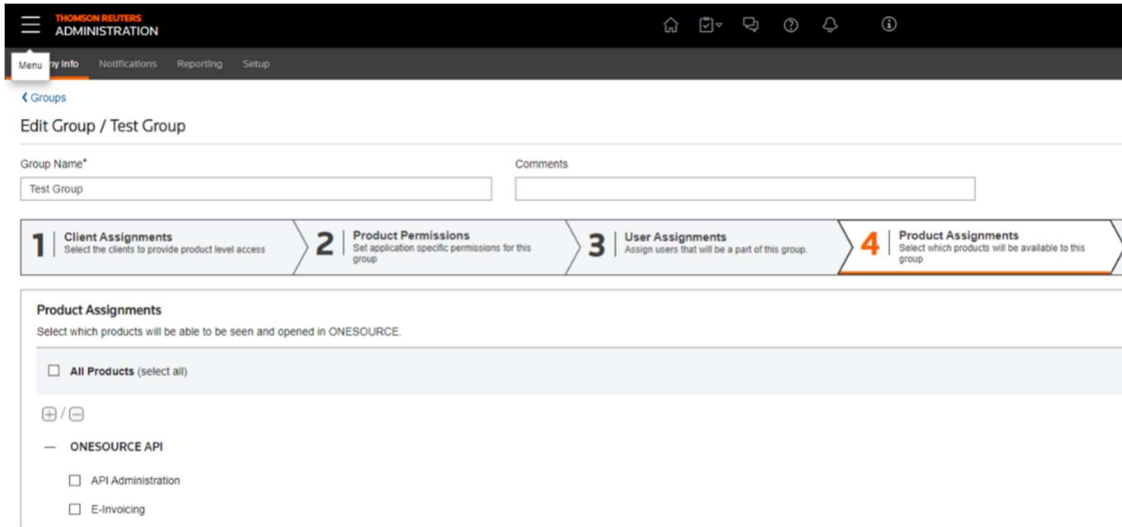 THOMSON REUTERS
ADMINISTRATION
Menu
ny Info Notifications Reporting Setup
Groups
Edit Group / Test Group
Group Name* Comments
Test Group
1 Client Assignments
Select the clients to provide product level access
2 Product Permissions
Set application specific permissions for this
group
3 User Assignments
Assign users that will be a part of this group.
4 Product Assignments
Select which products will be available to this
group
Product Assignments
Select which products will be able to be seen and opened in ONESOURCE.
All Products (select all)
/
ONESOURCE API
API Administration
E-Invoicing